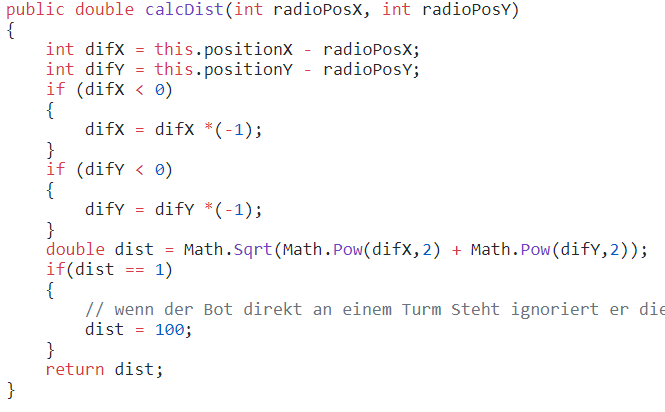 public double calcDist(int radioPosX, int radioPosY)
{
    int difX = this.positionX - radioPosX;
    int difY = this.positionY - radioPosY;
    if (difX < 0)
    {
        difX = difX *(-1);
    }
    if (difY < 0)
    {
        difY = difY *(-1);
    }
    double dist = Math.Sqrt(Math.Pow(difX,2) + Math.Pow(difY,2));
    if(dist == 1)
    {
        // wenn der Bot direkt an einem Turm Steht ignoriert er die
        dist = 100;
    }
    return dist;
}